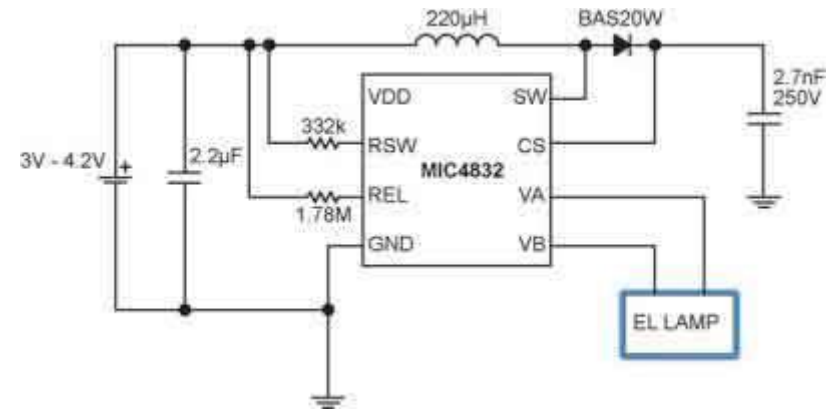 220µH
BAS20W
2.7nF
250V
VDD
SW
332k
RSW
CS
3V - 4.2V
+
2.2µF
MIC4832
REL
VA
1.78M
GND
VB
EL LAMP